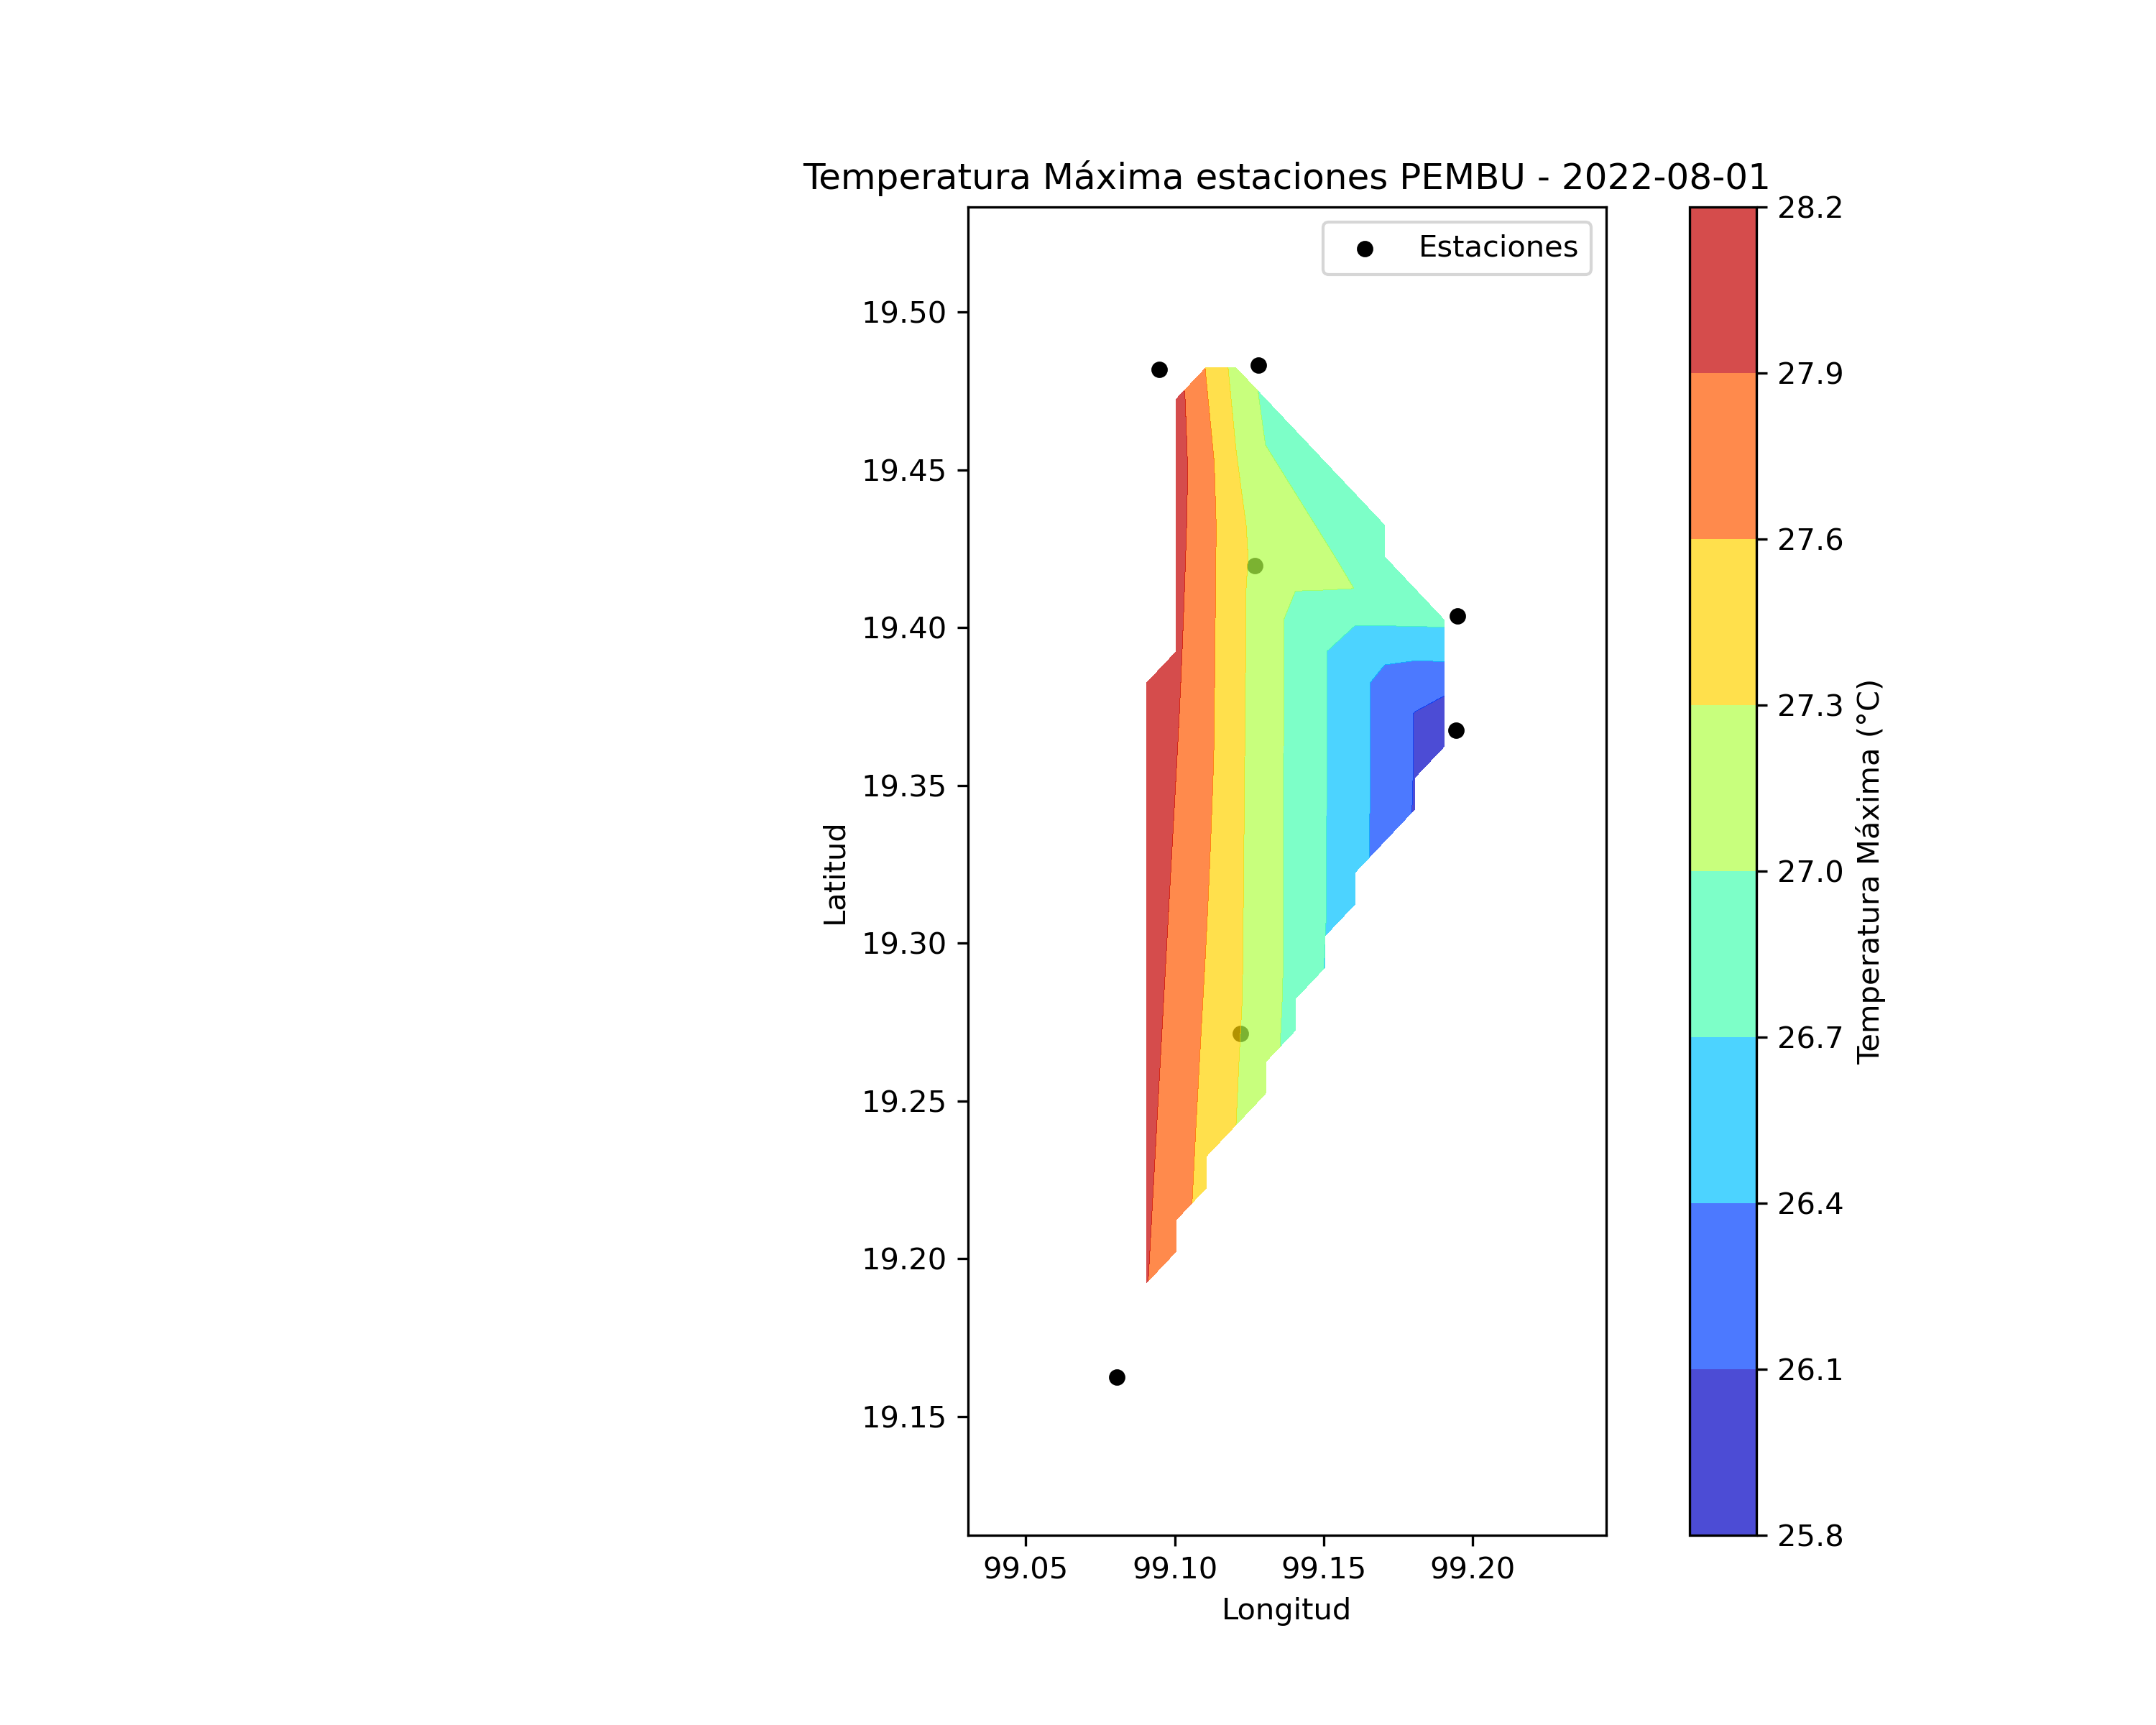 Temperatura Máxima estaciones PEMBU - 2022-08-01
Estaciones
19.50
19.45
19.40
19.35
19.30
19.25
19.20
19.15
Latitud
99.05 99.10 99.15 99.20
Longitud
28.2
27.9
27.6
27.3
27.0
26.7
26.4
26.1
25.8
Temperatura Máxima (°C)